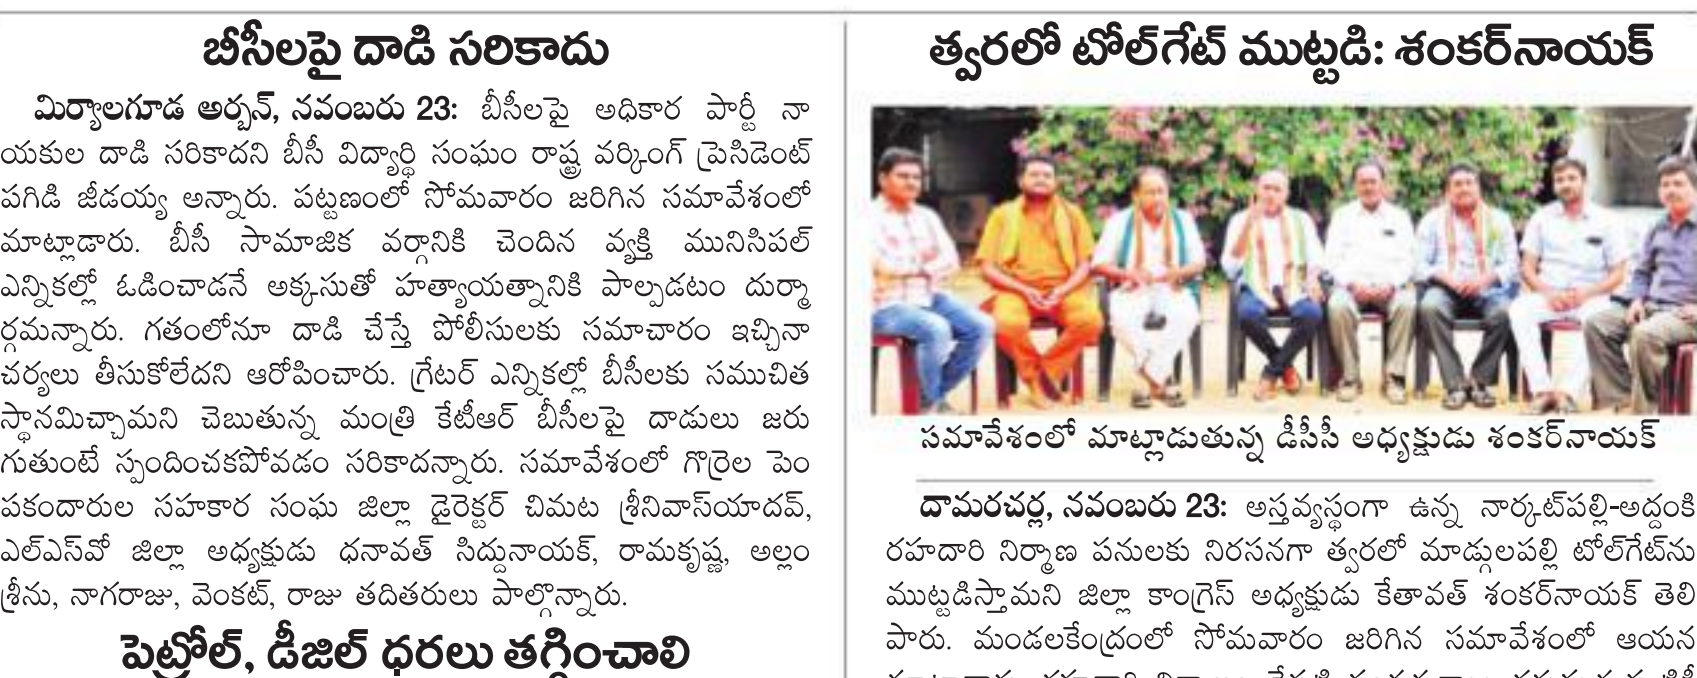 బీసీలపై దాడి సరికాదు
మిర్యాలగూడ అర్బన్, నవంబరు 23: బీసీలపై అధికార పార్టీ నా
యకుల దాడి సరికాదని బీసీ విద్యార్థి సంఘం రాష్ట్ర వర్కింగ్ ప్రెసిడెంట్
పగిడి జీడయ్య అన్నారు. పట్టణంలో సోమవారం జరిగిన సమావేశంలో
మాట్లాడారు. బీసీ సామాజిక వర్గానికి చెందిన వ్యక్తి మునిసిపల్
ఎన్నికల్లో ఓడించాడనే అక్కసుతో హత్యాయత్నానికి పాల్పడటం దుర్మా
ర్గమన్నారు. గతంలోనూ దాడి చేస్తే పోలీసులకు సమాచారం ఇచ్చినా
చర్యలు తీసుకోలేదని ఆరోపించారు. గ్రేటర్ ఎన్నికల్లో బీసీలకు సముచిత
స్థానమిచ్చామని చెబుతున్న మంత్రి కేటీఆర్ బీసీలపై దాడులు జరు
గుతుంటే స్పందించకపోవడం సరికాదన్నారు. సమావేశంలో గొర్రెల పెం
పకందారుల సహకార సంఘ జిల్లా డైరెక్టర్ చిమట శ్రీనివాస్‌యాదవ్,
ఎల్‌ఎస్‌వో జిల్లా అధ్యక్షుడు ధనావత్ సిద్దునాయక్, రామకృష్ణ, అల్లం
శ్రీను, నాగరాజు, వెంకట్, రాజు తదితరులు పాల్గొన్నారు.
పెట్రోల్, డీజిల్ ధరలు తగ్గించాలి
త్వరలో టోల్‌గేట్ ముట్టడి: శంకర్‌నాయక్
సమావేశంలో మాట్లాడుతున్న డీసీసీ అధ్యక్షుడు శంకర్‌నాయక్
దామరచర్ల, నవంబరు 23: అస్తవ్యస్థంగా ఉన్న నార్కట్‌పల్లి-అద్దంకి
రహదారి నిర్మాణ పనులకు నిరసనగా త్వరలో మాడ్గులపల్లి టోల్‌గేట్‌ను
ముట్టడిస్తామని జిల్లా కాంగ్రెస్ అధ్యక్షుడు కేతావత్ శంకర్‌నాయక్ తెలి
పారు. మండలకేంద్రంలో సోమవారం జరిగిన సమావేశంలో ఆయన